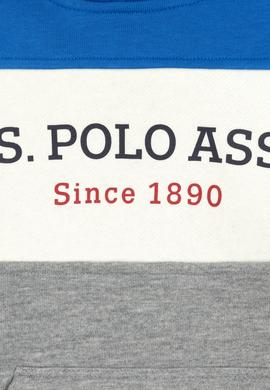 S. POLO ASS
Since 1890